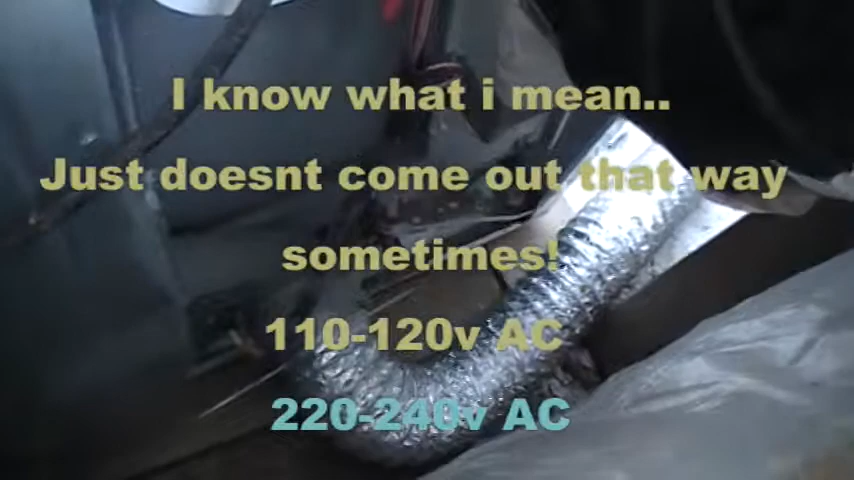 I know what i mean..
Just doesnt come out that way
sometimes!
110-120v AC
220-240v AC